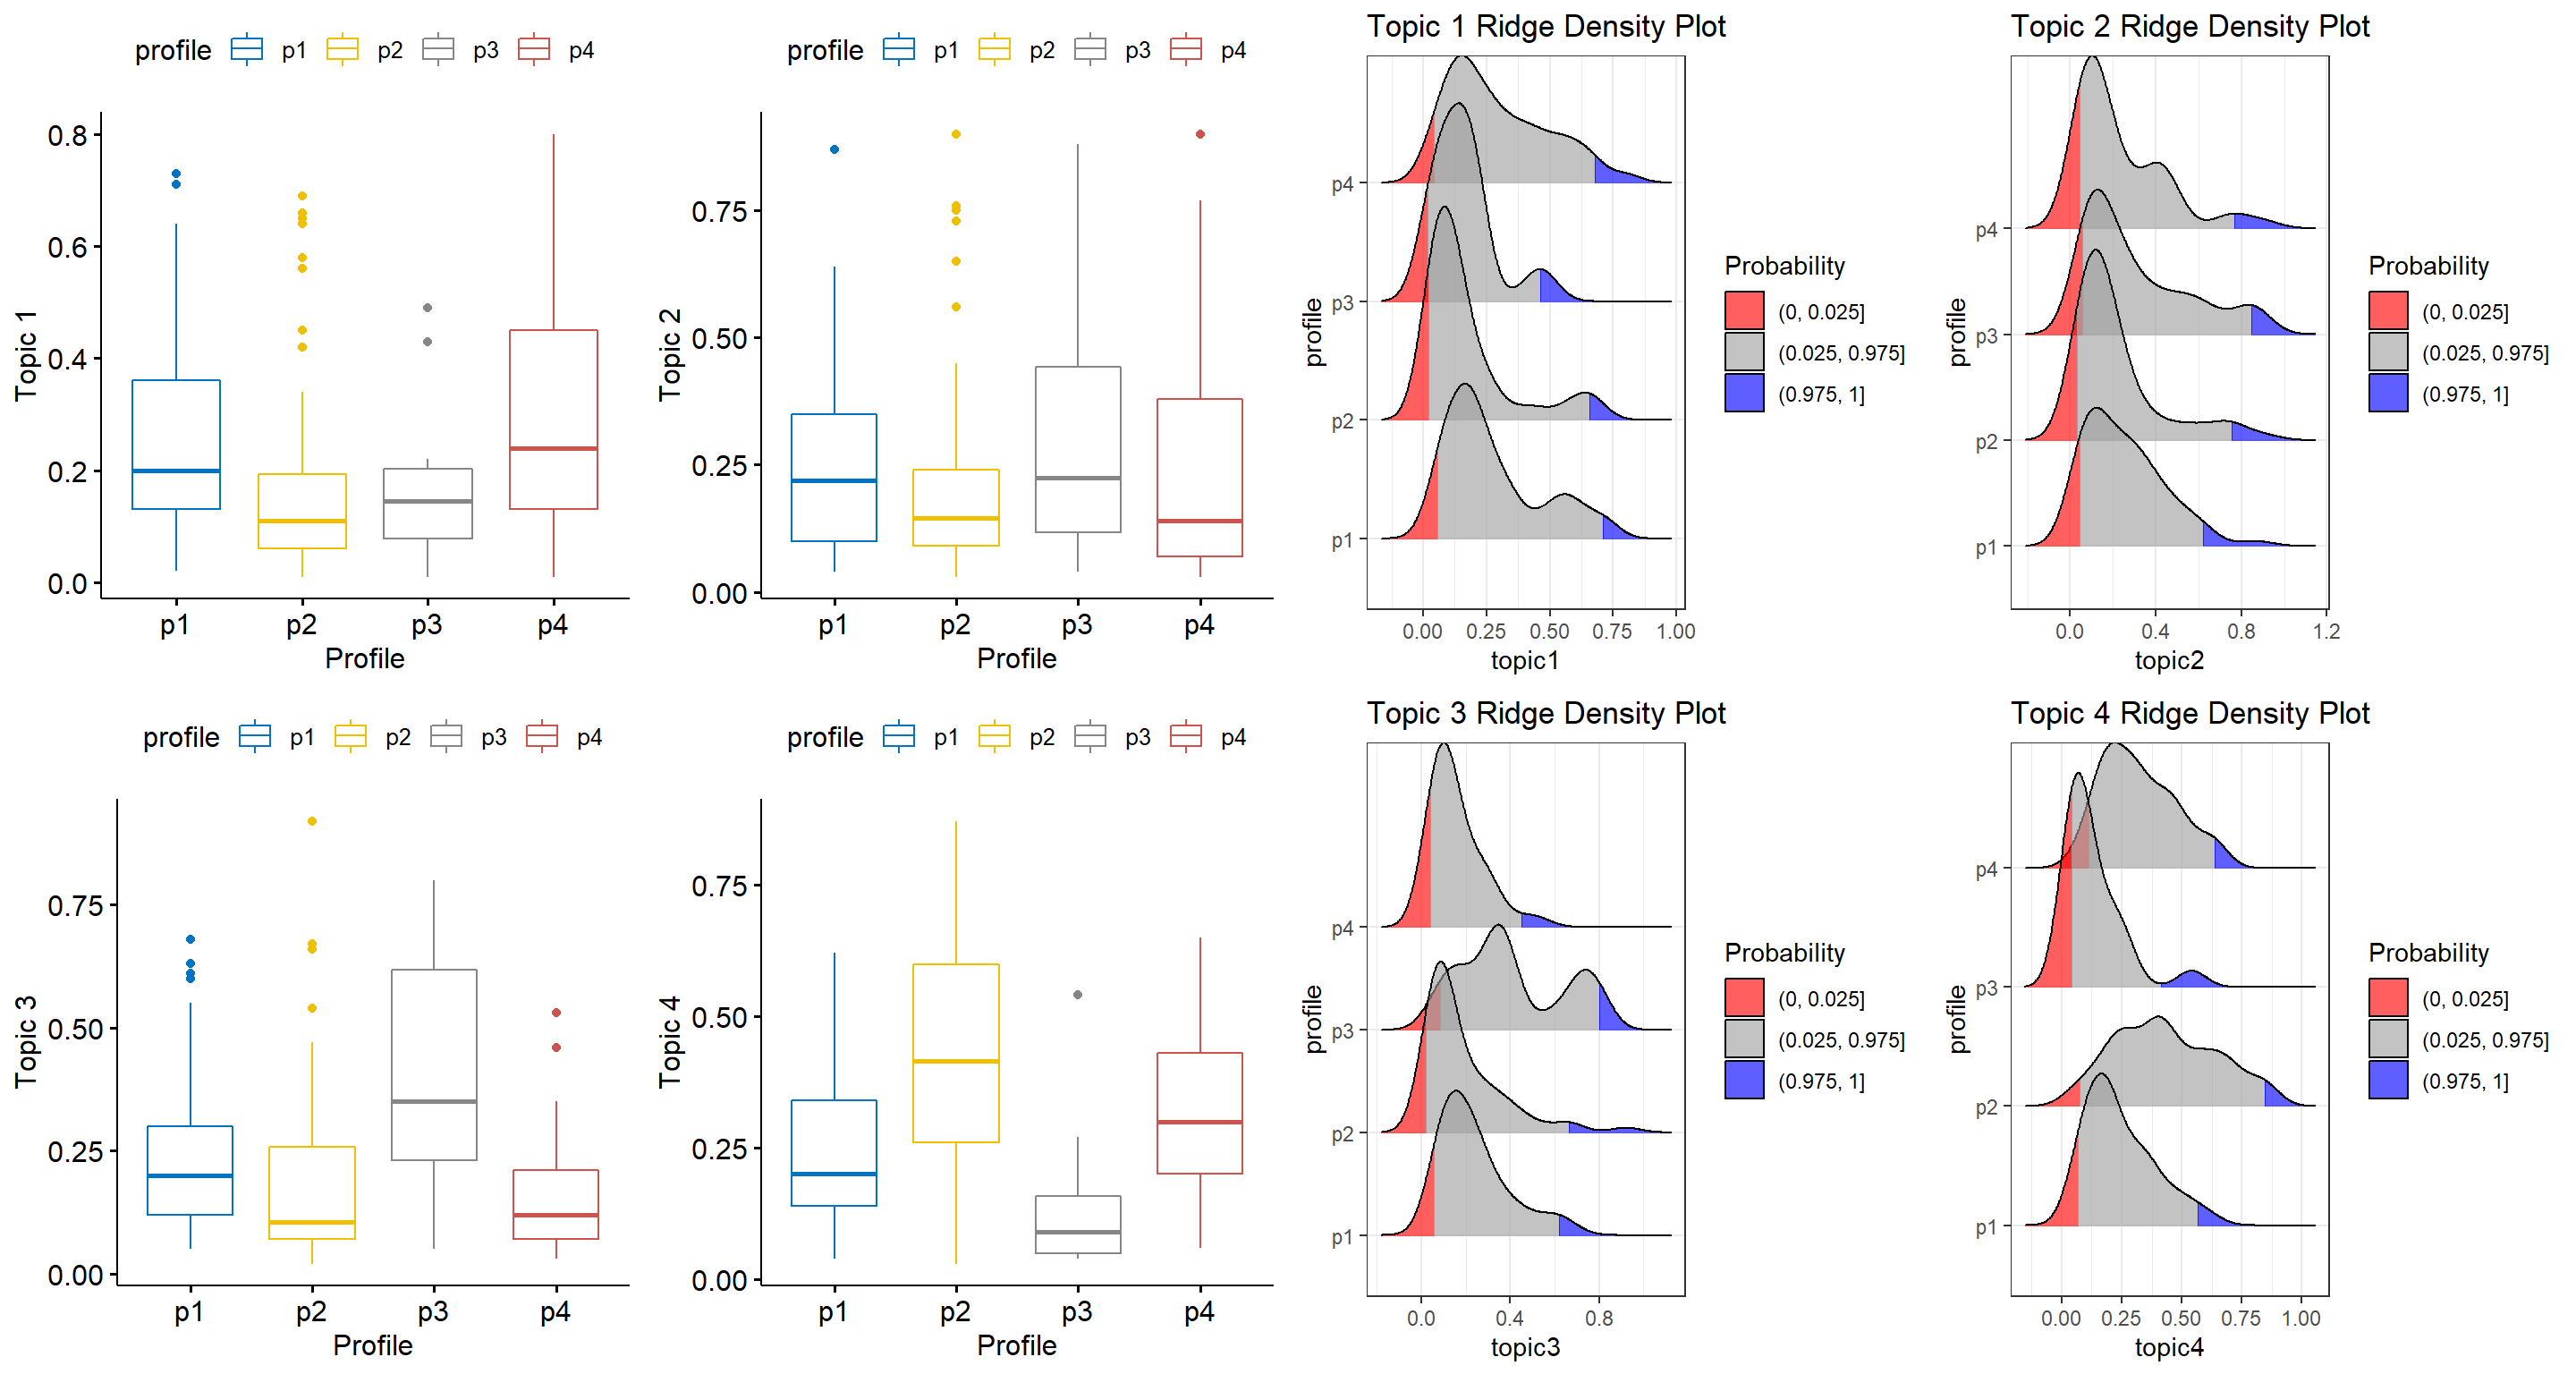 profile p1 p2 p3 p4
Topic 1
0.8
0.6
0.4
0.2
0.0
p1 p2 p3 p4
Profile
profile p1 p2 p3 p4
Topic 2
0.75
0.50
0.25
0.00
p1 p2 p3 p4
Profile
Topic 1 Ridge Density Plot
profile
p4
p3
p2
p1
0.00 0.25 0.50 0.75 1.00
topic1
Probability
(0, 0.025]
(0.025, 0.975]
(0.975, 1]
Topic 2 Ridge Density Plot
profile
p4
p3
p2
p1
0.0 0.4 0.8 1.2
topic2
Probability
(0, 0.025]
(0.025, 0.975]
(0.975, 1]
profile p1 p2 p3 p4
Topic 3
0.75
0.50
0.25
0.00
p1 p2 p3 p4
Profile
profile p1 p2 p3 p4
Topic 4
0.75
0.50
0.25
0.00
p1 p2 p3 p4
Profile
Topic 3 Ridge Density Plot
profile
p4
p3
p2
p1
0.0 0.4 0.8
topic3
Probability
(0, 0.025]
(0.025, 0.975]
(0.975, 1]
Topic 4 Ridge Density Plot
profile
p4
p3
p2
p1
0.00 0.25 0.50 0.75 1.00
topic4
Probability
(0, 0.025]
(0.025, 0.975]
(0.975, 1]